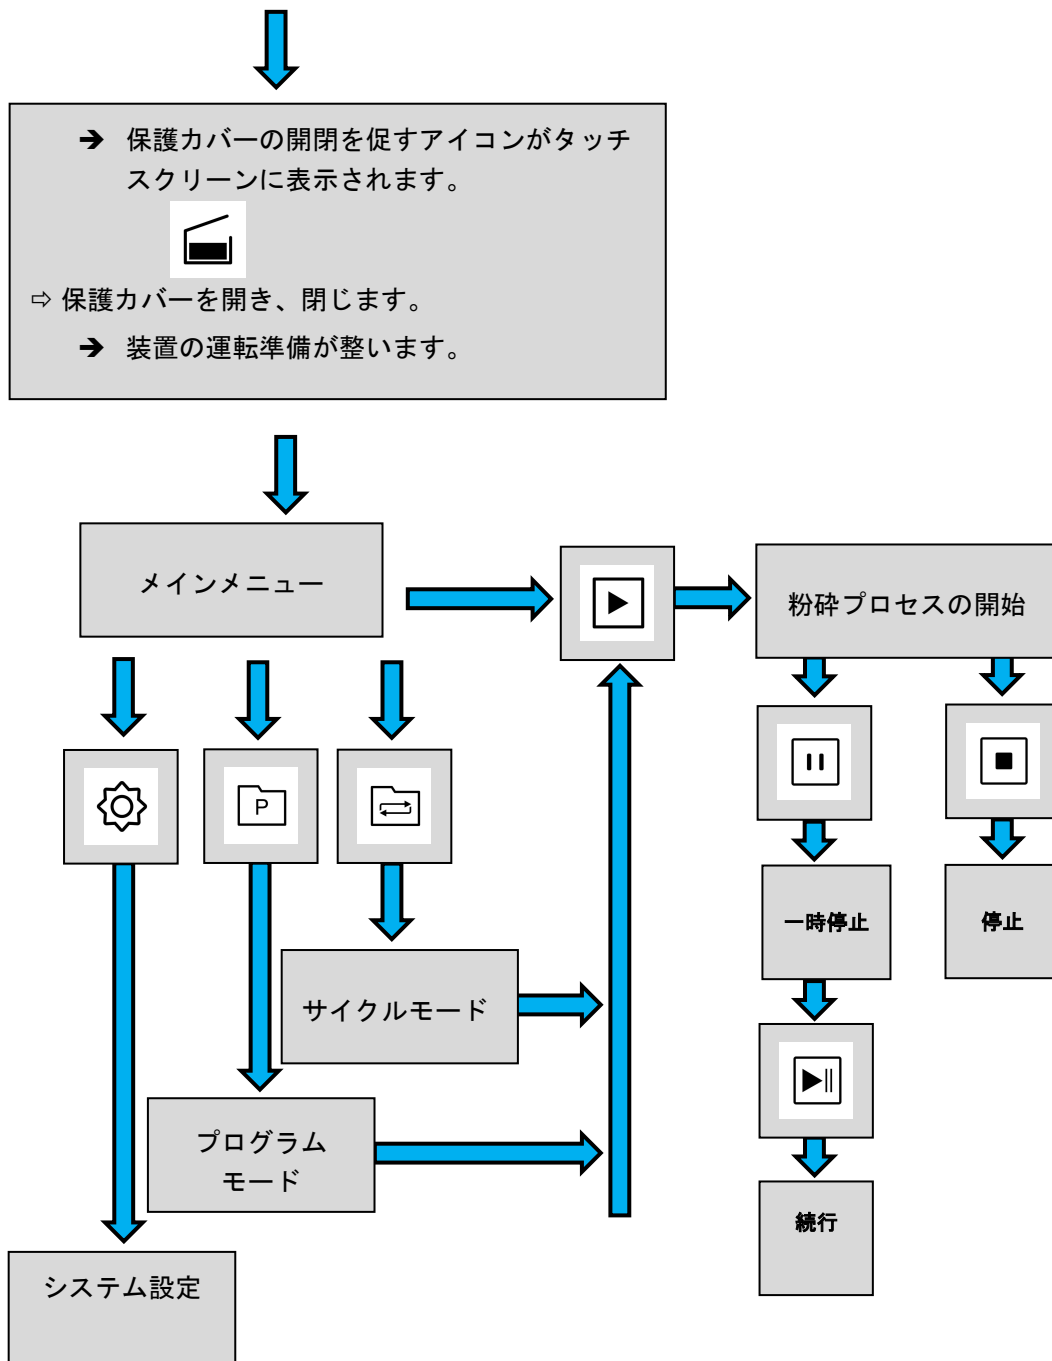 ➔ 保護カバーの開閉を促すアイコンがタッチ
スクリーンに表示されます。
⇨ 保護カバーを開き、閉じます。
➔ 装置の運転準備が整います。
メインメニュー
粉砕プロセスの開始
P
一時停止
停止
サイクルモード
プログラム
モード
続行
システム設定